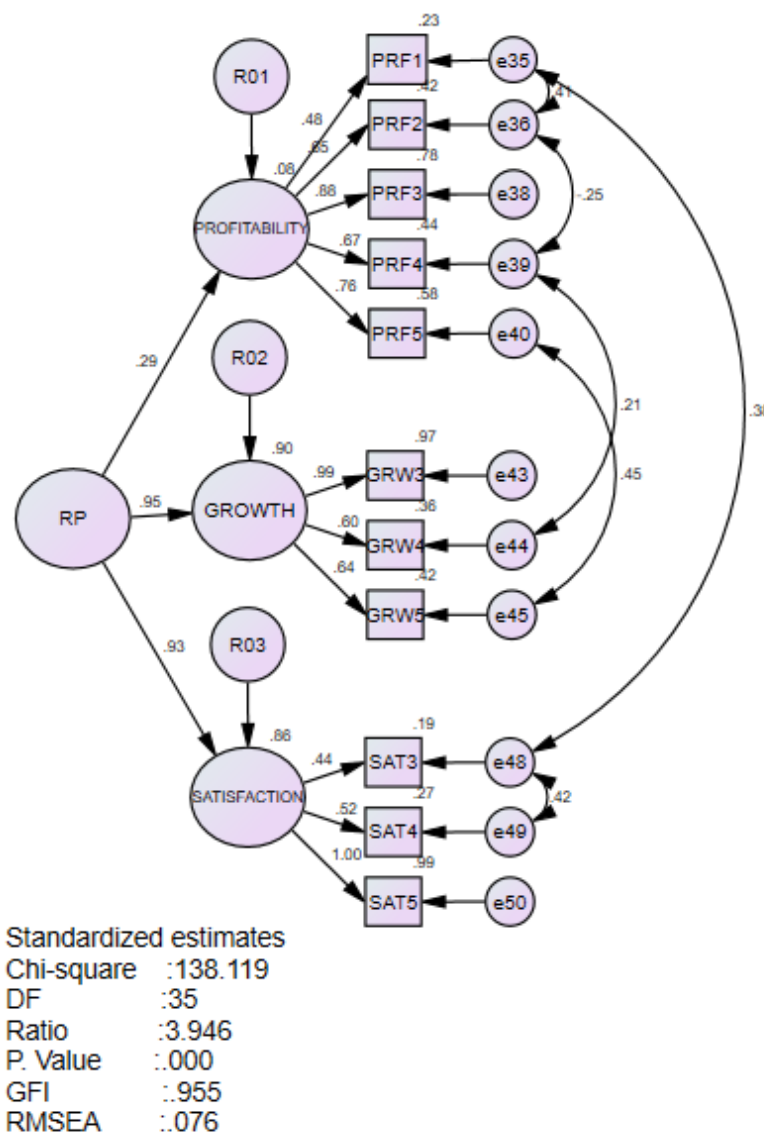 .23
R01
PRF1
e35
.42
.41
.48
PRF2
e36
.65
.08
.78
.88
PRF3
e38
-.25
PROFITABILITY
.44
.67
PRF4
e39
.76
.58
PRF5
e40
R02
.29
.21
.38
.90
.97
.45
.99
GRW3
e43
RP
.95
GROWTH
.36
.60
GRW4
e44
.64
.42
GRW5
e45
R03
.93
.86
.19
.44
SAT3
e48
.27
.42
SATISFACTION
.52
SAT4
e49
1.00
.99
SAT5
e50
Standardized estimates
Chi-square :138.119
DF :35
Ratio :3.946
P. Value :.000
GFI :.955
RMSEA :.076